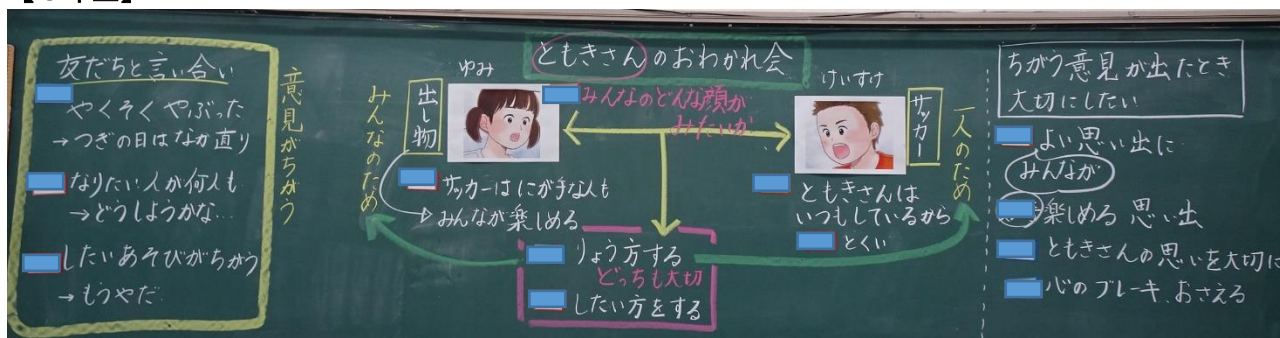 友だちと言い合い
やくそくやぶった
→つぎの日はなか直り
なりたい人が何人も
→どうしようかな…
したいあそびがちがう
→もうやだ
意見がちがう
ともきさんのおわかれ会
みんなのため
出し物
ゆみ
みんなのどんな顔が
みたいか
けいすけ
サッカー
一人のため
サッカーはにが手な人も
みんなが楽しめる
ともきさんは
いつもしているから
とくい
りょう方する
どっちも大切
したい方をする
ちがう意見が出たとき
大切にしたい
よい思い出に
みんなが
楽しめる思い出
ともきさんの思いを大切に
心のブレーキ、おさえる